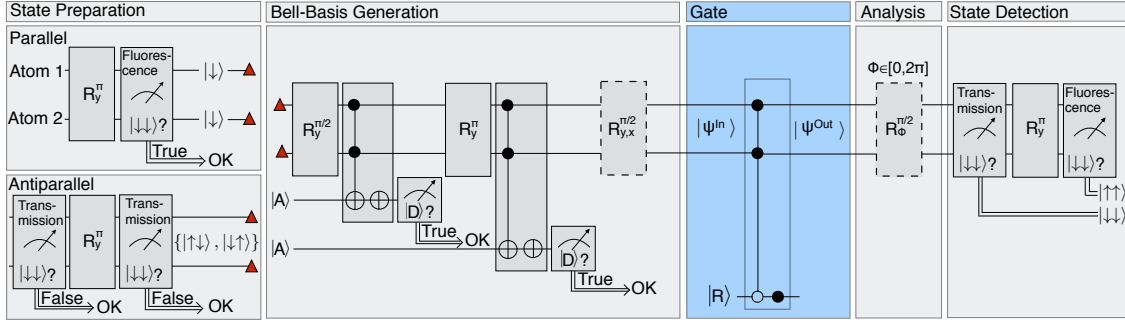 State Preparation
Parallel
Atom 1
Atom 2
R_y^π
Fluores-
cence
|↓↓⟩?
True
OK
|↓⟩
|↓⟩
Antiparallel
Trans-
mission
|↓↓⟩?
False
OK
R_y^π
Trans-
mission
|↓↓⟩?
False
OK
{|↑↓⟩,|↓↑⟩}
Bell-Basis Generation
R_y^{π/2}
|A⟩
|D⟩?
True
OK
R_y^π
|A⟩
|D⟩?
True
OK
R_{y,x}^{π/2}
Gate
|Ψ^{In}⟩
|Ψ^{Out}⟩
|R⟩
Analysis
Φ∈[0,2π]
R_Φ^{π/2}
State Detection
Trans-
mission
|↓↓⟩?
R_y^π
Fluores-
cence
|↓↓⟩?
|↑↑⟩
|↓↓⟩